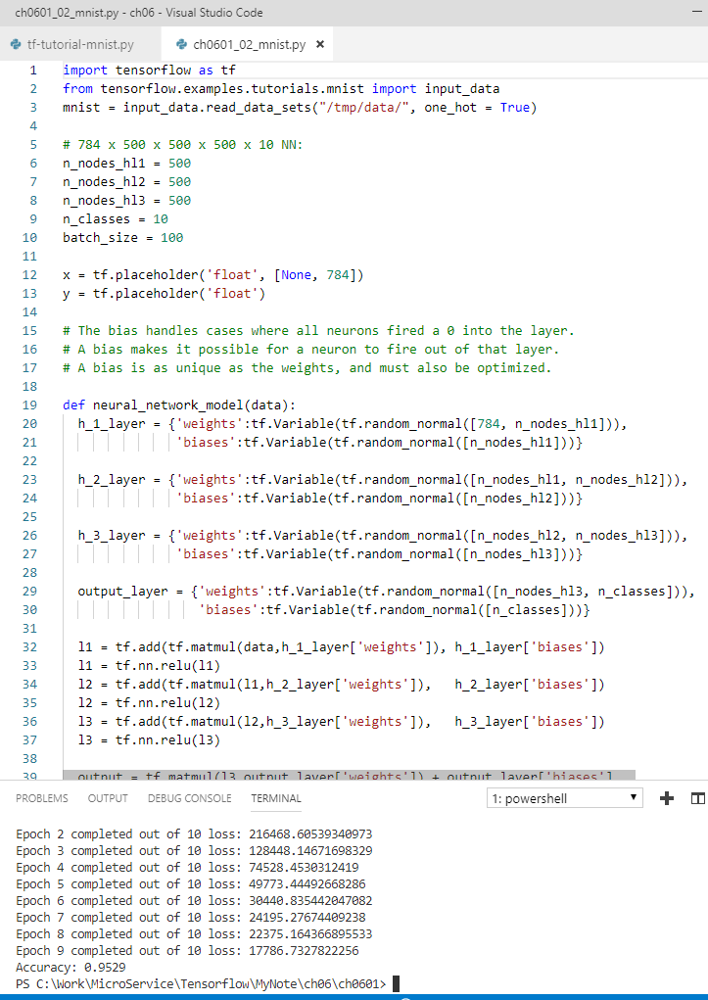 ch0601_02_mnist.py - ch06 - Visual Studio Code
tf-tutorial-mnist.py ch0601_02_mnist.py ×
1 import tensorflow as tf
2 from tensorflow.examples.tutorials.mnist import input_data
3 mnist = input_data.read_data_sets("/tmp/data/", one_hot = True)
4
5 # 784 x 500 x 500 x 500 x 10 NN:
6 n_nodes_hl1 = 500
7 n_nodes_hl2 = 500
8 n_nodes_hl3 = 500
9 n_classes = 10
10 batch_size = 100
11
12 x = tf.placeholder('float', [None, 784])
13 y = tf.placeholder('float')
14
15 # The bias handles cases where all neurons fired a 0 into the layer.
16 # A bias makes it possible for a neuron to fire out of that layer.
17 # A bias is as unique as the weights, and must also be optimized.
18
19 def neural_network_model(data):
20 h_1_layer = {'weights':tf.Variable(tf.random_normal([784, n_nodes_hl1])),
21 'biases':tf.Variable(tf.random_normal([n_nodes_hl1]))}
22
23 h_2_layer = {'weights':tf.Variable(tf.random_normal([n_nodes_hl1, n_nodes_hl2])),
24 'biases':tf.Variable(tf.random_normal([n_nodes_hl2]))}
25
26 h_3_layer = {'weights':tf.Variable(tf.random_normal([n_nodes_hl2, n_nodes_hl3])),
27 'biases':tf.Variable(tf.random_normal([n_nodes_hl3]))}
28
29 output_layer = {'weights':tf.Variable(tf.random_normal([n_nodes_hl3, n_classes])),
30 'biases':tf.Variable(tf.random_normal([n_classes]))}
31
32 l1 = tf.add(tf.matmul(data,h_1_layer['weights']), h_1_layer['biases'])
33 l1 = tf.nn.relu(l1)
34 l2 = tf.add(tf.matmul(l1,h_2_layer['weights']), h_2_layer['biases'])
35 l2 = tf.nn.relu(l2)
36 l3 = tf.add(tf.matmul(l2,h_3_layer['weights']), h_3_layer['biases'])
37 l3 = tf.nn.relu(l3)
38
39 output = tf.matmul(l3,output_layer['weights']) + output_layer['biases']
PROBLEMS OUTPUT DEBUG CONSOLE TERMINAL 1: powershell
Epoch 2 completed out of 10 loss: 216468.60539340973
Epoch 3 completed out of 10 loss: 128448.14671698329
Epoch 4 completed out of 10 loss: 74528.4530312419
Epoch 5 completed out of 10 loss: 49773.44492668286
Epoch 6 completed out of 10 loss: 30440.835442047082
Epoch 7 completed out of 10 loss: 24195.27674409238
Epoch 8 completed out of 10 loss: 22375.164366895533
Epoch 9 completed out of 10 loss: 17786.7327822256
Accuracy: 0.9529
PS C:\Work\MicroService\Tensorflow\MyNote\ch06\ch0601>